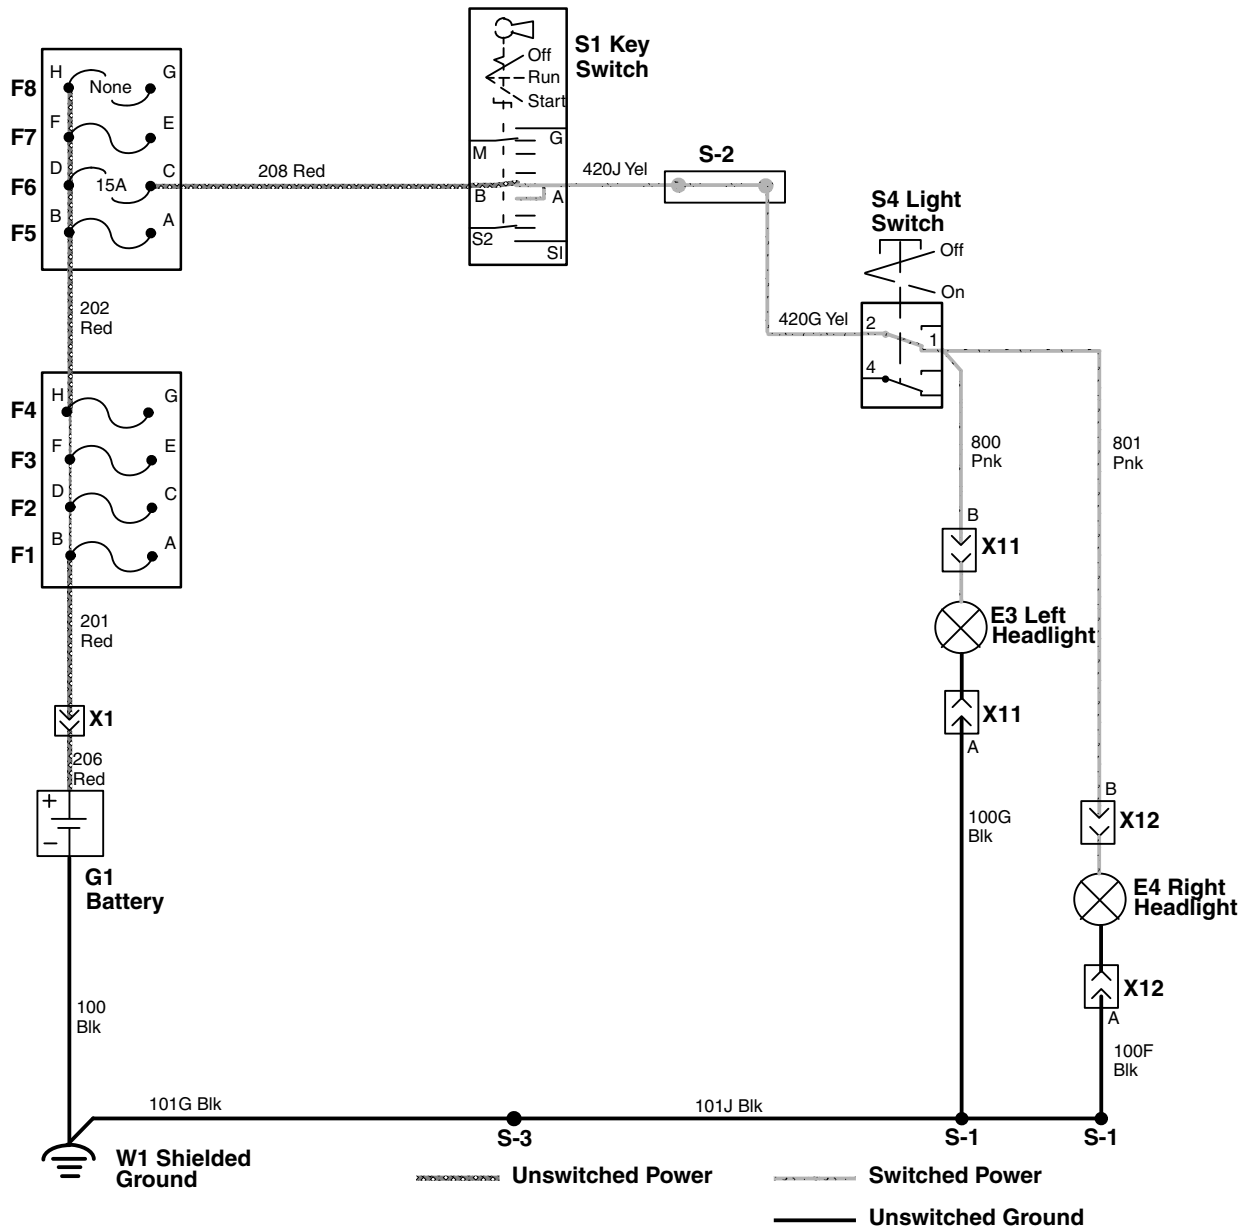 S1 Key
Switch
Off
Run
Start
F8
H
None
G
F7
F
E
G
M
F6
D
15A
C
208 Red
B
A
420J Yel
S-2
F5
B
A
S2
SI
S4 Light
Switch
Off
On
202
Red
420G Yel
2
1
4
F4
H
G
F3
F
E
800
Pnk
801
Pnk
F2
D
C
F1
B
A
B
X11
201
Red
E3 Left
Headlight
X1
X11
A
206
Red
+
−
B
X12
100G
Blk
G1
Battery
E4 Right
Headlight
X12
A
100
Blk
100F
Blk
101G Blk
101J Blk
S-3
S-1
S-1
W1 Shielded
Ground
Unswitched Power
Switched Power
Unswitched Ground